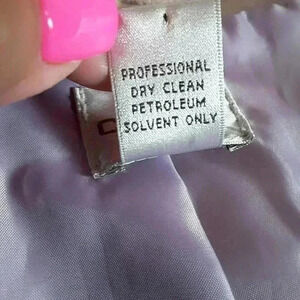 PROFESSIONAL
DRY CLEAN
PETROLEUM
SOLVENT ONLY